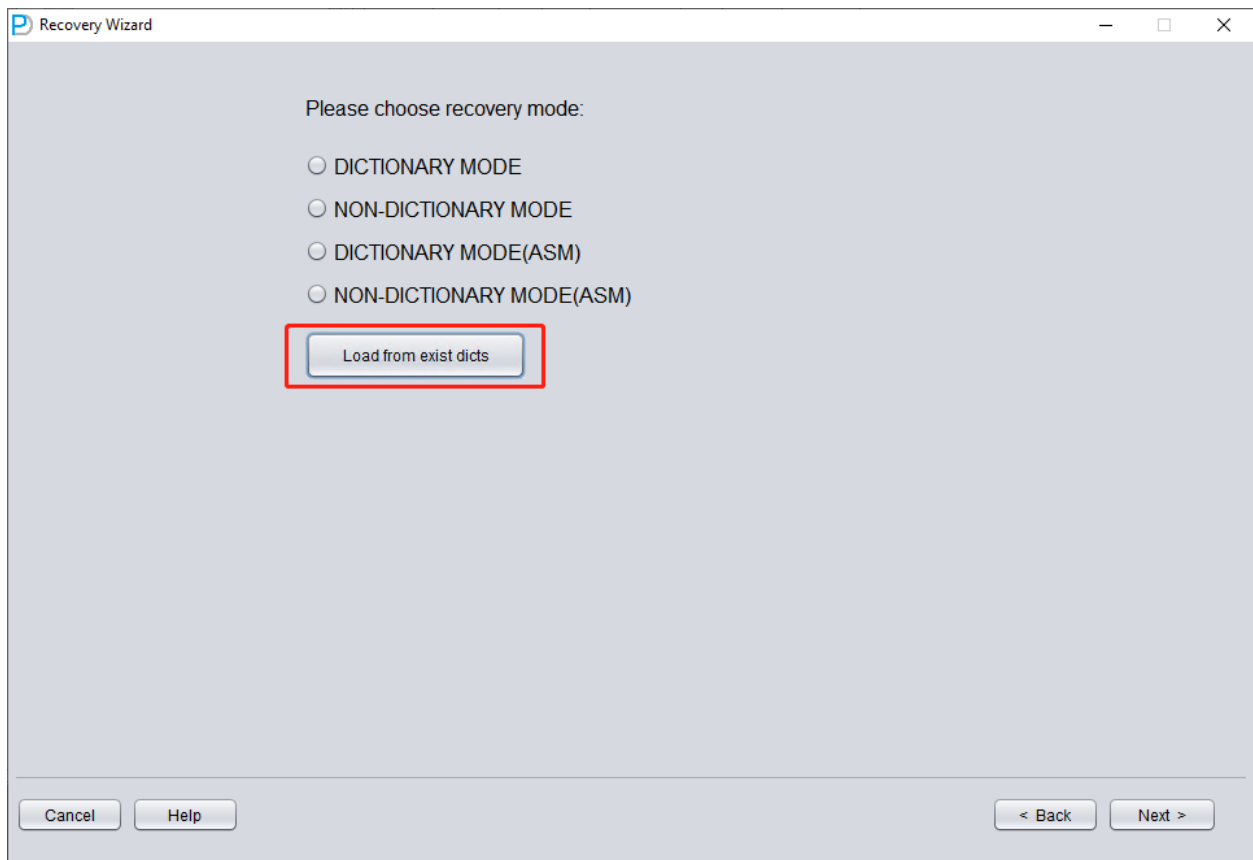 Recovery Wizard
Please choose recovery mode:
DICTIONARY MODE
NON-DICTIONARY MODE
DICTIONARY MODE(ASM)
NON-DICTIONARY MODE(ASM)
Load from exist dicts
Cancel Help < Back Next >